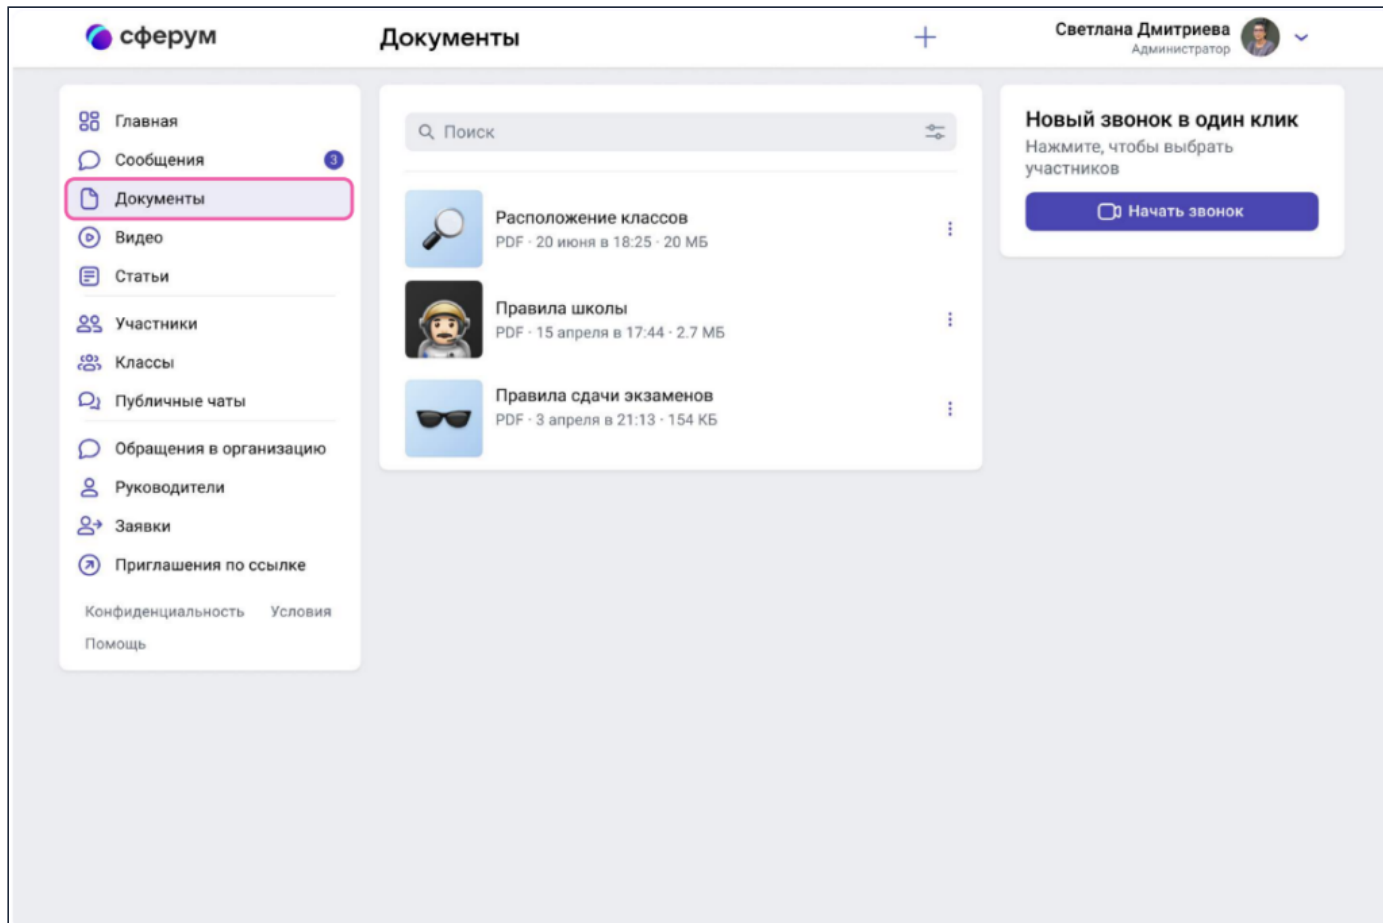 сферум
Документы
Светлана Дмитриева
Администратор
Главная
Сообщения
3
Документы
Видео
Статьи
Участники
Классы
Публичные чаты
Обращения в организацию
Руководители
Заявки
Приглашения по ссылке
Конфиденциальность Условия
Помощь
Поиск
Расположение классов
PDF · 20 июня в 18:25 · 20 МБ
Правила школы
PDF · 15 апреля в 17:44 · 2.7 МБ
Правила сдачи экзаменов
PDF · 3 апреля в 21:13 · 154 КБ
Новый звонок в один клик
Нажмите, чтобы выбрать
участников
Начать звонок